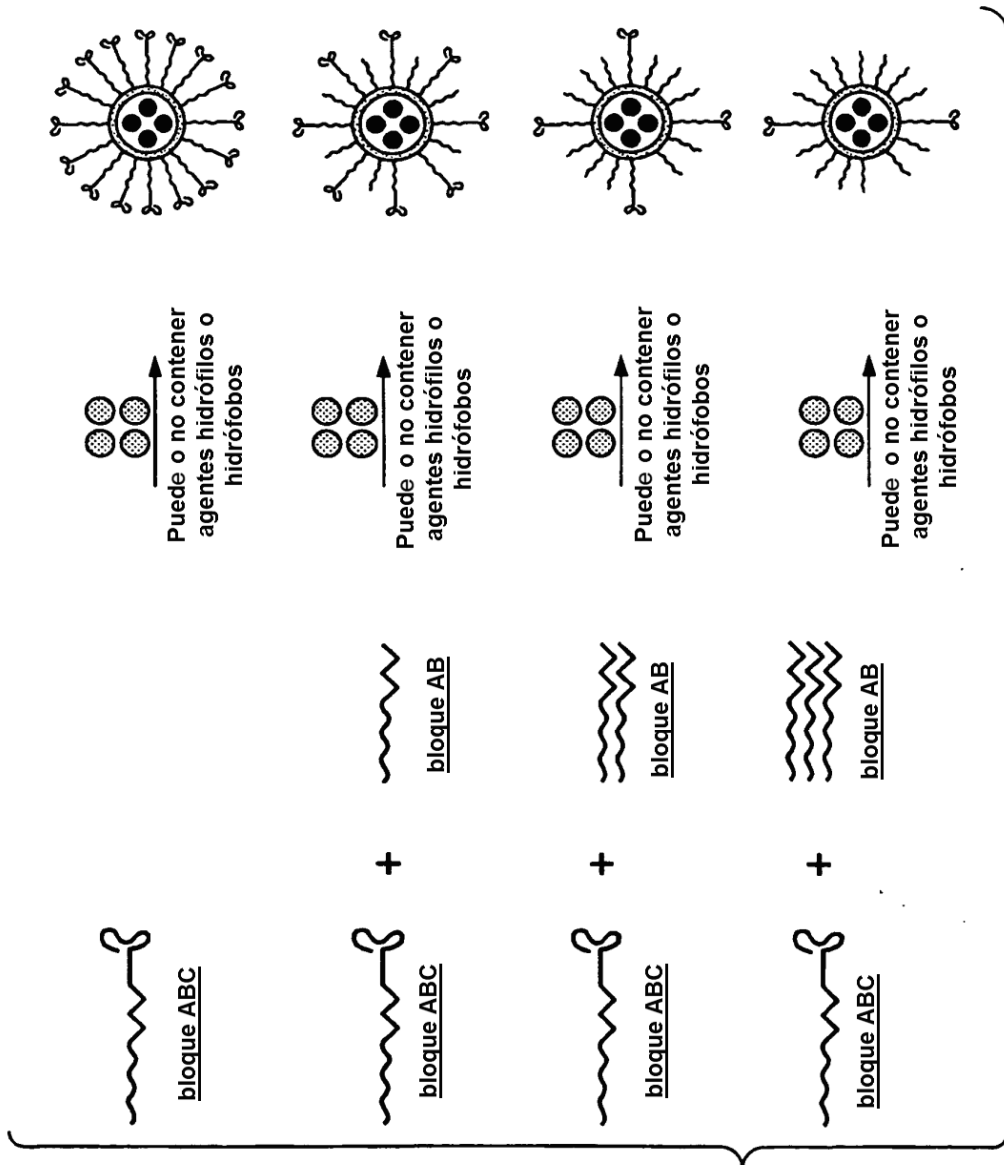 bloque ABC
Puede o no contener
agentes hidrófilos o
hidrófobos
bloque ABC
+
bloque AB
Puede o no contener
agentes hidrófilos o
hidrófobos
bloque ABC
+
bloque AB
Puede o no contener
agentes hidrófilos o
hidrófobos
bloque ABC
+
bloque AB
Puede o no contener
agentes hidrófilos o
hidrófobos